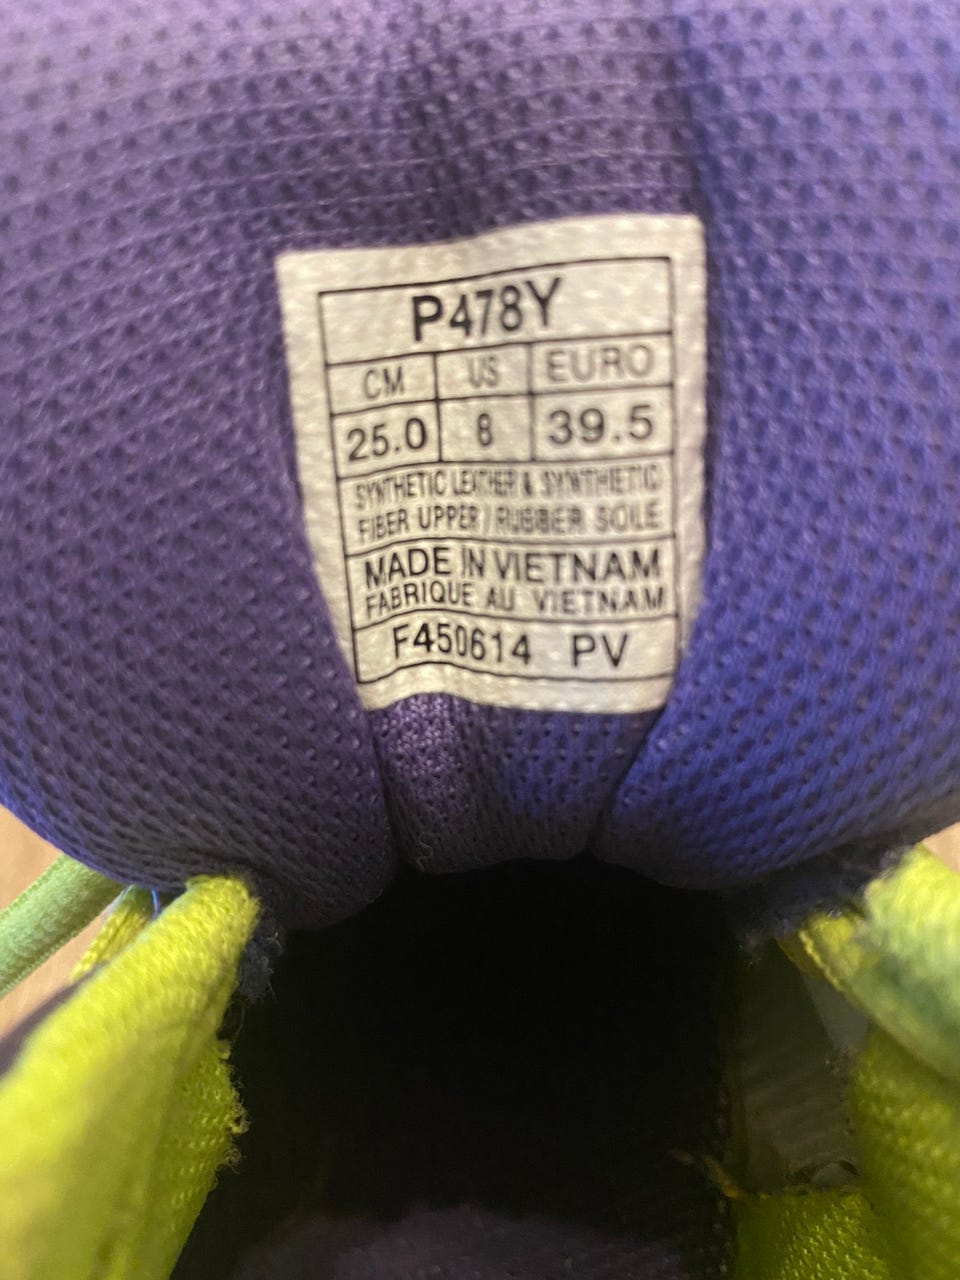 P478Y
CM US EURO
25.0 8 39.5
SYNTHETIC LEATHER & SYNTHETIC
FIBER UPPER / RUBBER SOLE
MADE IN VIETNAM
FABRIQUE AU VIETNAM
F450614 PV